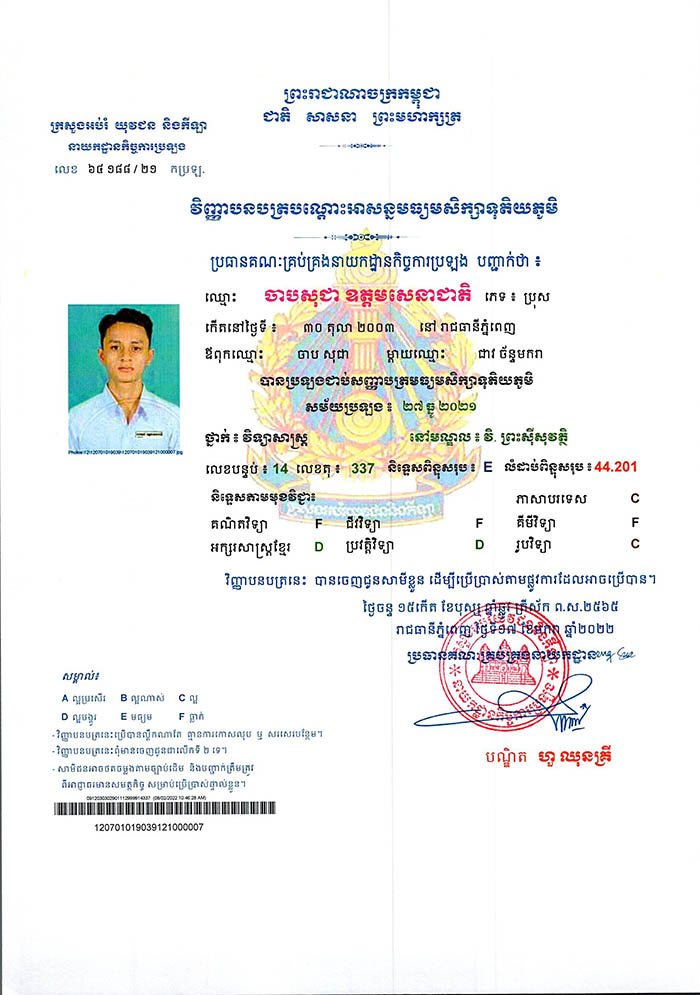 ព្រះរាជាណាចក្រកម្ពុជា
ជាតិ សាសនា ព្រះមហាក្សត្រ
ក្រសួងអប់រំ យុវជន និងកីឡា
នាយកដ្ឋានកិច្ចការប្រឡង
លេខ ៦៤ ១៨៨ / ២១ កប្រឡ.
វិញ្ញាបនបត្របណ្តោះអាសន្នមធ្យមសិក្សាទុតិយភូមិ
ប្រធានគណៈគ្រប់គ្រងនាយកដ្ឋានកិច្ចការប្រឡង បញ្ជាក់ថា ៖
ឈ្មោះ ចាបសុជា ឧត្តមសេនាជាតិ ភេទ ៖ ប្រុស
កើតនៅថ្ងៃទី ៖ ៣០ តុលា ២០០៣ នៅ រាជធានីភ្នំពេញ
ឪពុកឈ្មោះ ចាប សុជា ម្តាយឈ្មោះ ជាវ ច័ន្ទមករា
បានប្រឡងជាប់សញ្ញាបត្រមធ្យមសិក្សាទុតិយភូមិ
សម័យប្រឡង ៖ ២៧ ធ្នូ ២០២១
ថ្នាក់ ៖ វិទ្យាសាស្ត្រ នៅមណ្ឌល ៖ វិ. ព្រះស៊ីសុវត្ថិ
លេខបន្ទប់ ៖ 14 លេខតុ ៖ 337 និទ្ទេសពិន្ទុសរុប ៖ E លំដាប់ពិន្ទុសរុប ៖ 44.201
និទ្ទេសតាមមុខវិជ្ជា៖ ភាសាបរទេស C
គណិតវិទ្យា F ជីវវិទ្យា F គីមីវិទ្យា F
អក្សរសាស្ត្រខ្មែរ D ប្រវត្តិវិទ្យា D រូបវិទ្យា C
វិញ្ញាបនបត្រនេះ បានចេញជូនសាមីខ្លួន ដើម្បីប្រើប្រាស់តាមផ្លូវការដែលអាចប្រើបាន។
ថ្ងៃចន្ទ ១៥កើត ខែបុស្ស ឆ្នាំឆ្លូវ ត្រីស័ក ព.ស.២៥៦៥
រាជធានីភ្នំពេញ ថ្ងៃទី១៧ ខែមករា ឆ្នាំ២០២២
ប្រធានគណៈគ្រប់គ្រងនាយកដ្ឋាន
បណ្ឌិត ហួ ឈុនគ្រី
សម្គាល់៖
A ល្អប្រសើរ B ល្អណាស់ C ល្អ
D ល្អបង្គួរ E មធ្យម F ធ្លាក់
- វិញ្ញាបនបត្រនេះប្រើបានលុះណាតែ គ្មានការកោសលុប ឬ សរសេរបន្ថែម។
- វិញ្ញាបនបត្រនេះពុំមានចេញជូនជាលើកទី ២ ទេ។
- សាមីជនអាចថតចម្លងតាមច្បាប់ដើម និងបញ្ជាក់ត្រឹមត្រូវ
ពីអាជ្ញាធរមានសមត្ថកិច្ច សម្រាប់ប្រើប្រាស់ផ្ទាល់ខ្លួន។
120701019039121000007